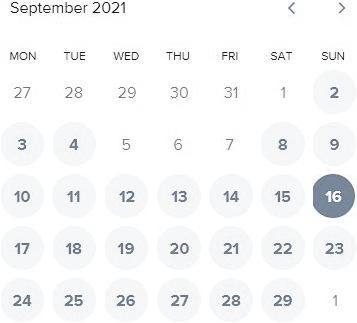 September 2021
MON TUE WED THU FRI SAT SUN
27 28 29 30 31 1 2
3 4 5 6 7 8 9
10 11 12 13 14 15 16
17 18 19 20 21 22 23
24 25 26 27 28 29 1